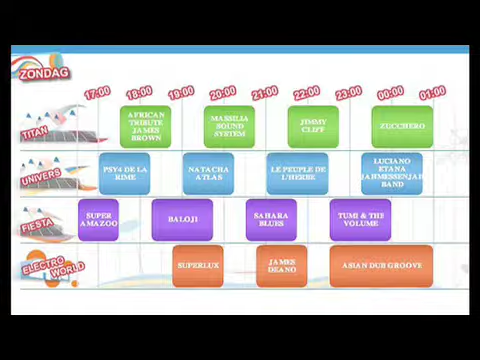 ZONDAG
17:00 18:00 19:00 20:00 21:00 22:00 23:00 00:00 01:00
TITAN
AFRICAN
TRIBUTE
JAMES
BROWN
MASSILIA
SOUND
SYSTEM
JIMMY
CLIFF
ZUCCHERO
UNIVERS
PSY4 DE LA
RIME
NATACHA
ATLAS
LE PEUPLE DE
L'HERBE
LUCIANO
ETANA
JAHMESSENJAH
BAND
FIESTA
SUPER
AMAZOO
BALOJI
SAHARA
BLUES
TUMI & THE
VOLUME
ELECTRO
WORLD
SUPERLUX
JAMES
DEANO
ASIAN DUB GROOVE